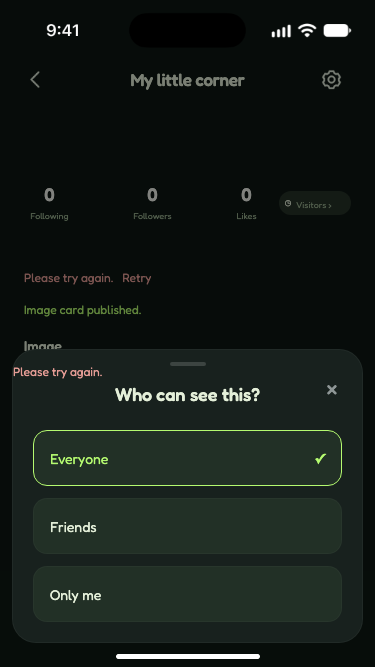 9:41
My little corner
0 0 0
Following Followers Likes Visitors ›
Please try again. Retry
Image card published.
Image
Please try again.
Who can see this? ×
Everyone ✓
Friends
Only me